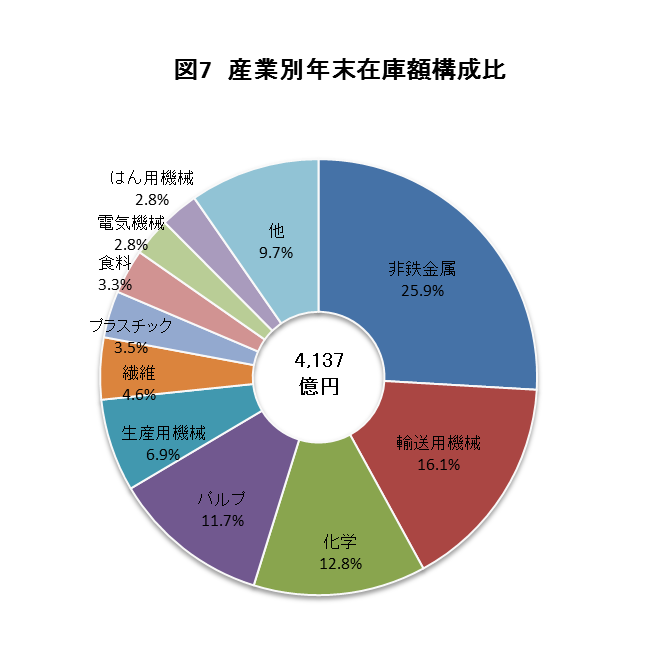 図7 産業別年末在庫額構成比
はん用機械
2.8%
電気機械
2.8%
食料
3.3%
プラスチック
3.5%
繊維
4.6%
生産用機械
6.9%
パルプ
11.7%
化学
12.8%
輸送用機械
16.1%
非鉄金属
25.9%
他
9.7%
4,137
億円